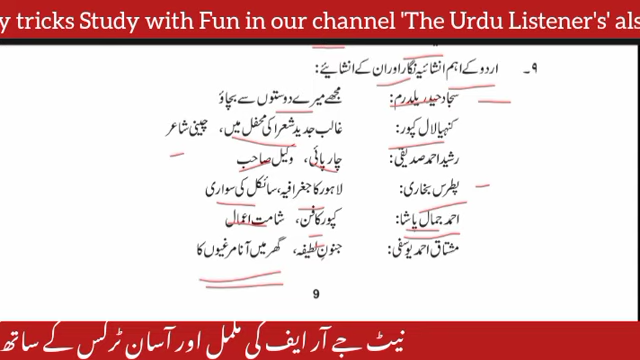 y tricks Study with Fun in our channel 'The Urdu Listener's' als
۹۔ اردو کے اہم انشائیہ نگار اور ان کے انشائیے:
سجاد حیدر یلدرم: مجھے میرے دوستوں سے بچاؤ
کنہیا لال کپور: غالب جدید شعرا کی محفل میں، چینی شاعر
رشید احمد صدیقی: چارپائی، وکیل صاحب
پطرس بخاری: لاہور کا جغرافیہ، سائکل کی سواری
احمد جمال پاشا: کپور کا فن، شامت اعمال
مشتاق احمد یوسفی: جنونِ لطیفہ، گھر میں آنا مرغیوں کا
9
نیٹ جے آر ایف کی مکمل اور آسان ٹرکس کے ساتھ